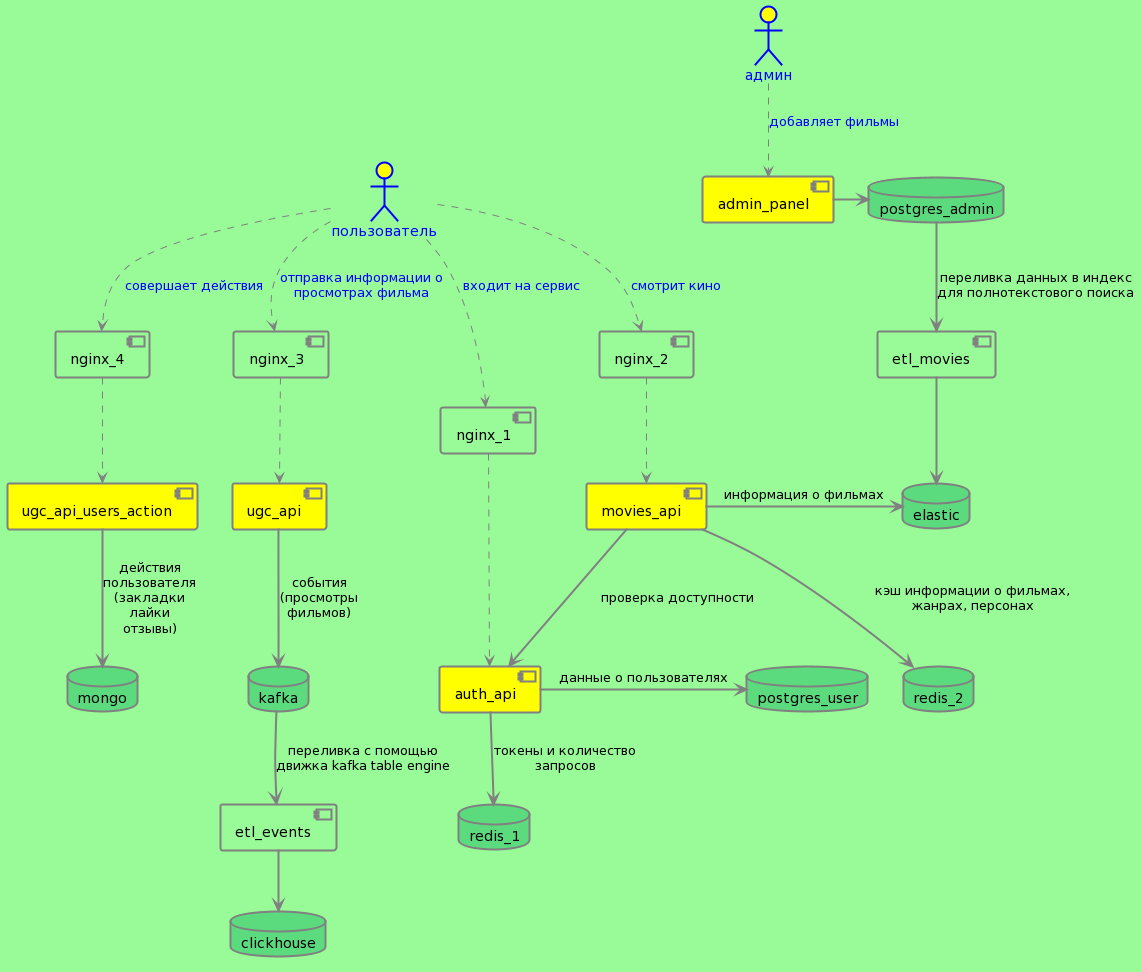 админ
добавляет фильмы
admin_panel
postgres_admin
пользователь
совершает действия
отправка информации о
просмотрах фильма
входит на сервис
смотрит кино
переливка данных в индекс
для полнотекстового поиска
nginx_4
nginx_3
nginx_2
etl_movies
nginx_1
ugc_api_users_action
ugc_api
movies_api
информация о фильмах
elastic
действия
пользователя
(закладки
лайки
отзывы)
события
(просмотры
фильмов)
проверка доступности
кэш информации о фильмах,
жанрах, персонах
mongo
kafka
auth_api
данные о пользователях
postgres_user
redis_2
переливка с помощью
движка kafka table engine
токены и количество
запросов
etl_events
redis_1
clickhouse